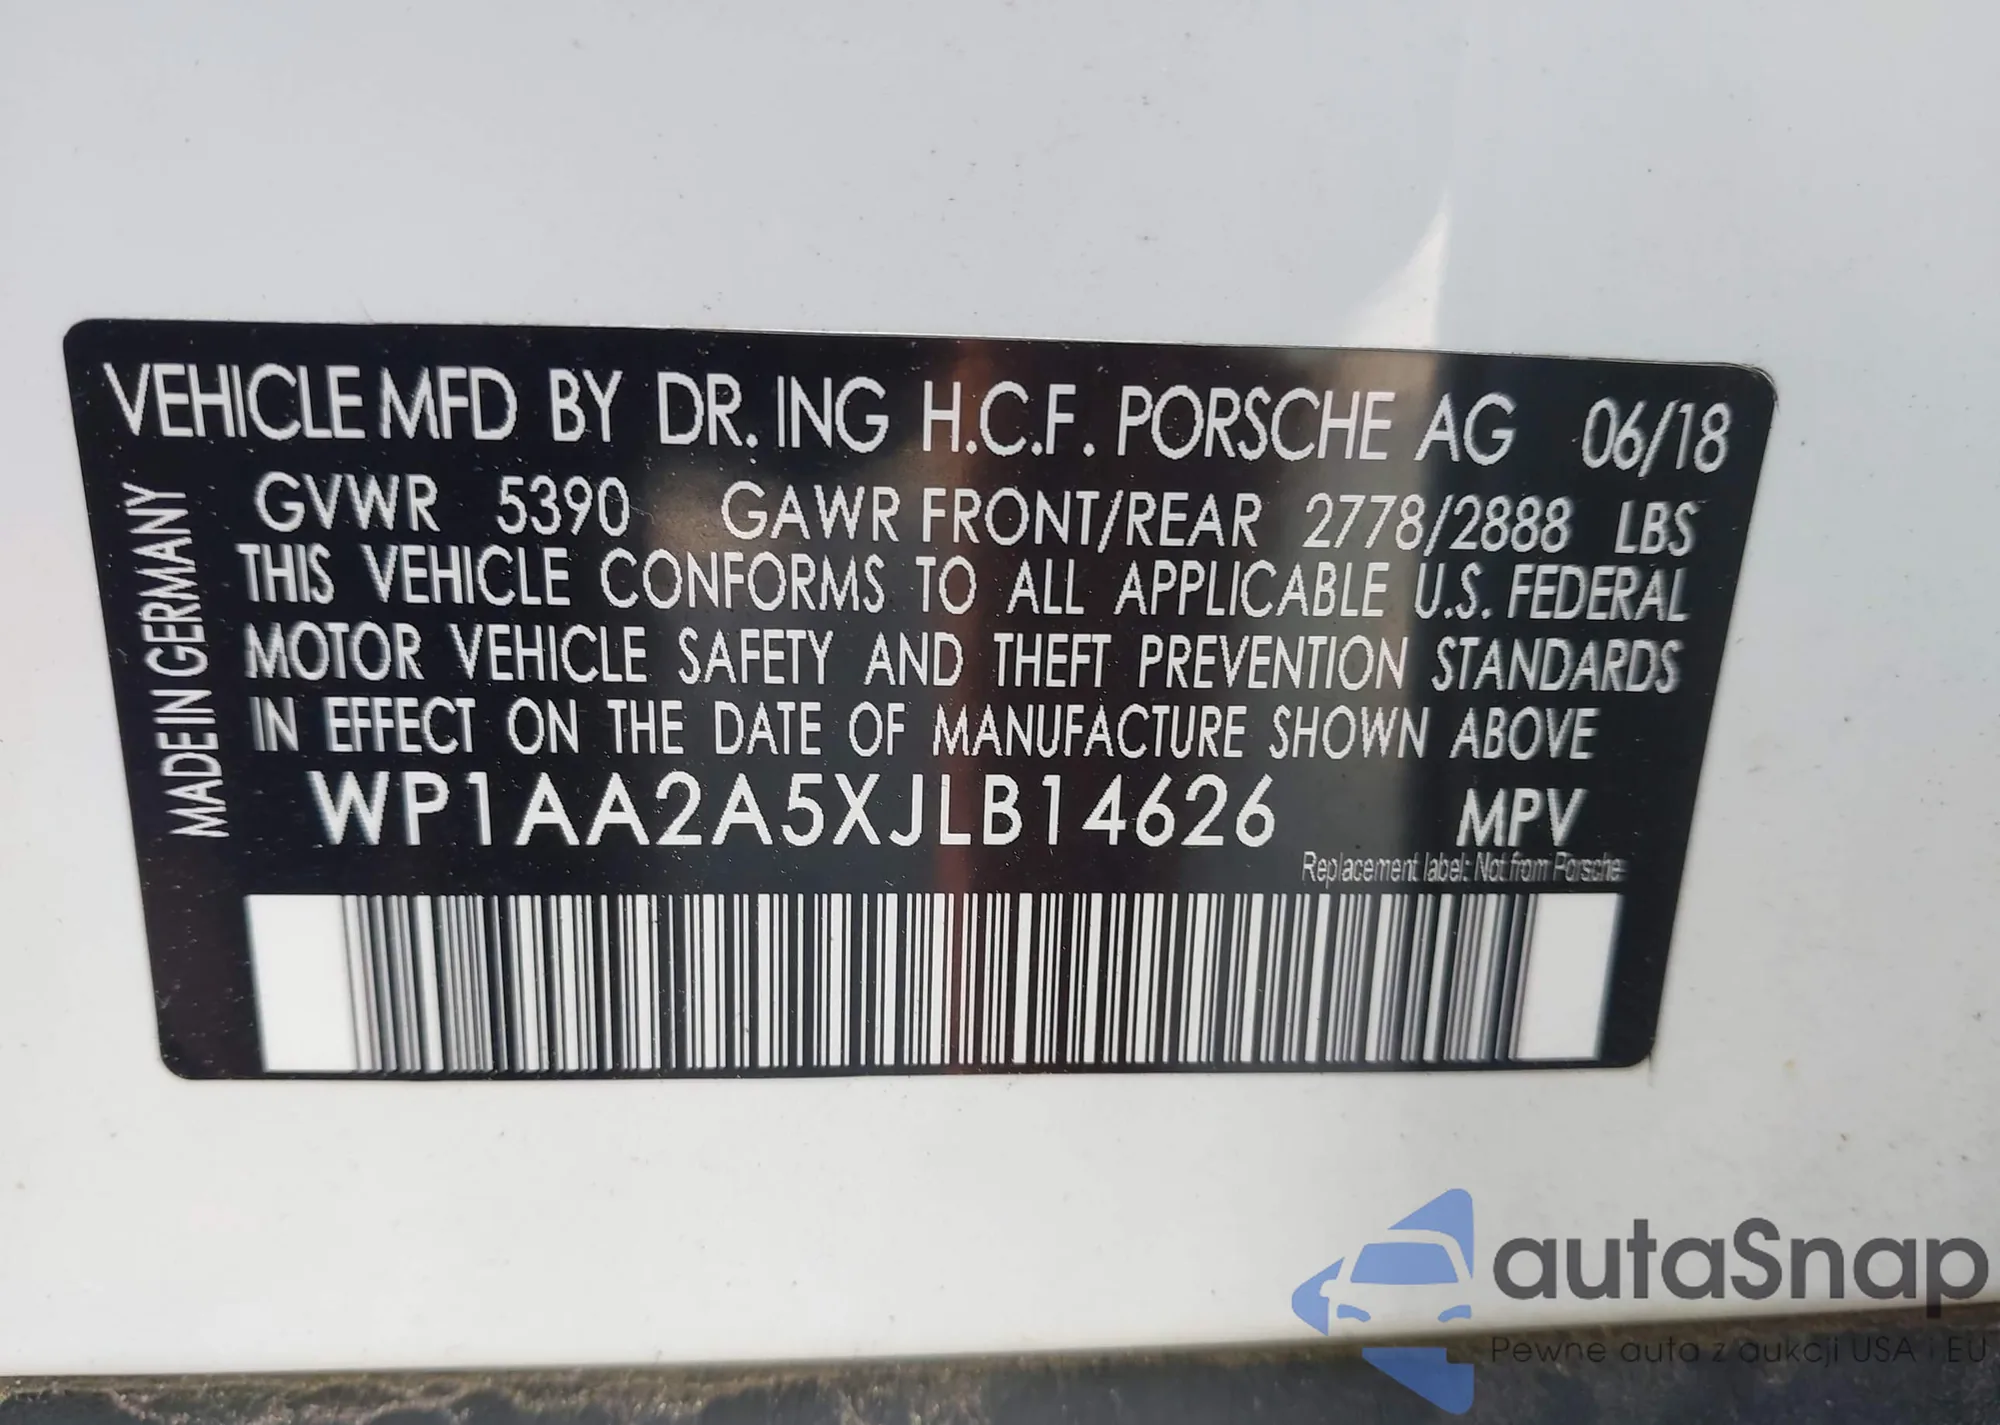 VEHICLE MFD BY DR. ING H.C.F. PORSCHE AG 06/18
GVWR 5390 GAWR FRONT/REAR 2778/2888 LBS
THIS VEHICLE CONFORMS TO ALL APPLICABLE U.S. FEDERAL
MOTOR VEHICLE SAFETY AND THEFT PREVENTION STANDARDS
IN EFFECT ON THE DATE OF MANUFACTURE SHOWN ABOVE
WP1AA2A5XJLB14626 MPV
Replacement label: Not from Porsche
MADE IN GERMANY
autaSnap
Pewne auta z aukcji USA i EU